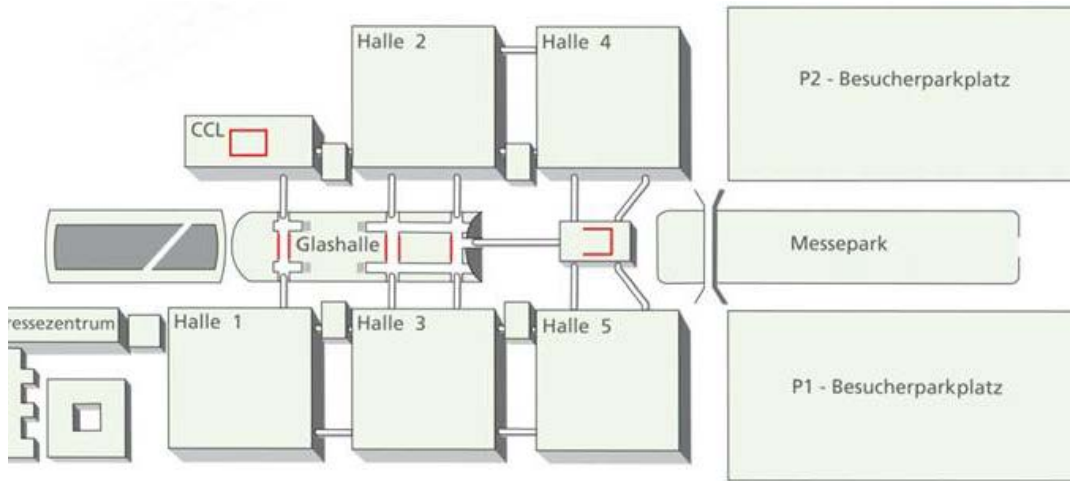 Halle 2
Halle 4
P2 - Besucherparkplatz
CCL
Glashalle
Messepark
ressezentrum
Halle 1
Halle 3
Halle 5
P1 - Besucherparkplatz